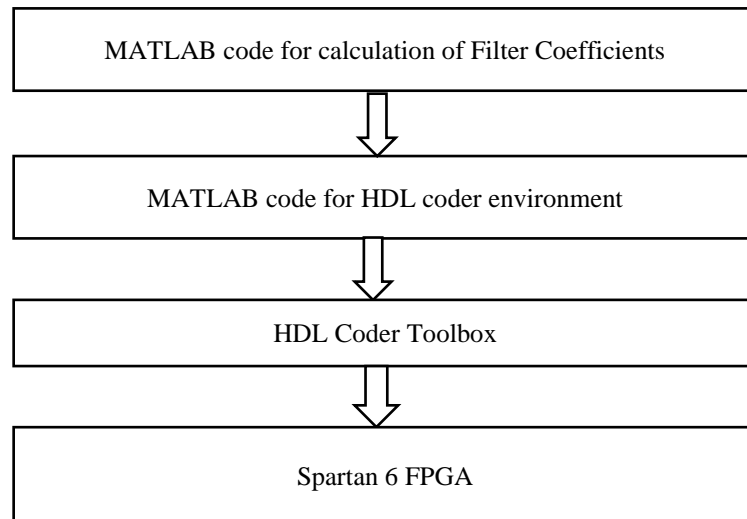 MATLAB code for calculation of Filter Coefficients
MATLAB code for HDL coder environment
HDL Coder Toolbox
Spartan 6 FPGA